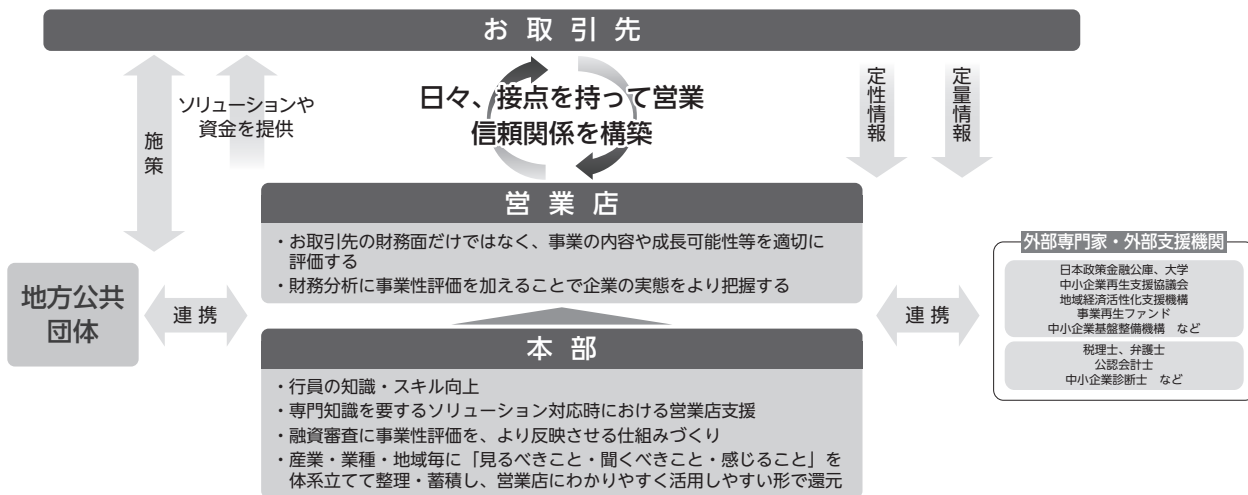 お取引先
施策
ソリューションや
資金を提供
日々、接点を持って営業
信頼関係を構築
定性情報
定量情報
営業店
・お取引先の財務面だけではなく、事業の内容や成長可能性等を適切に
評価する
・財務分析に事業性評価を加えることで企業の実態をより把握する
地方公共
団体
連携
連携
本部
・行員の知識・スキル向上
・専門知識を要するソリューション対応時における営業店支援
・融資審査に事業性評価を、より反映させる仕組みづくり
・産業・業種・地域毎に「見るべきこと・聞くべきこと・感じること」を
体系立てて整理・蓄積し、営業店にわかりやすく活用しやすい形で還元
外部専門家・外部支援機関
日本政策金融公庫、大学
中小企業再生支援協議会
地域経済活性化支援機構
事業再生ファンド
中小企業基盤整備機構　など
税理士、弁護士
公認会計士
中小企業診断士　など